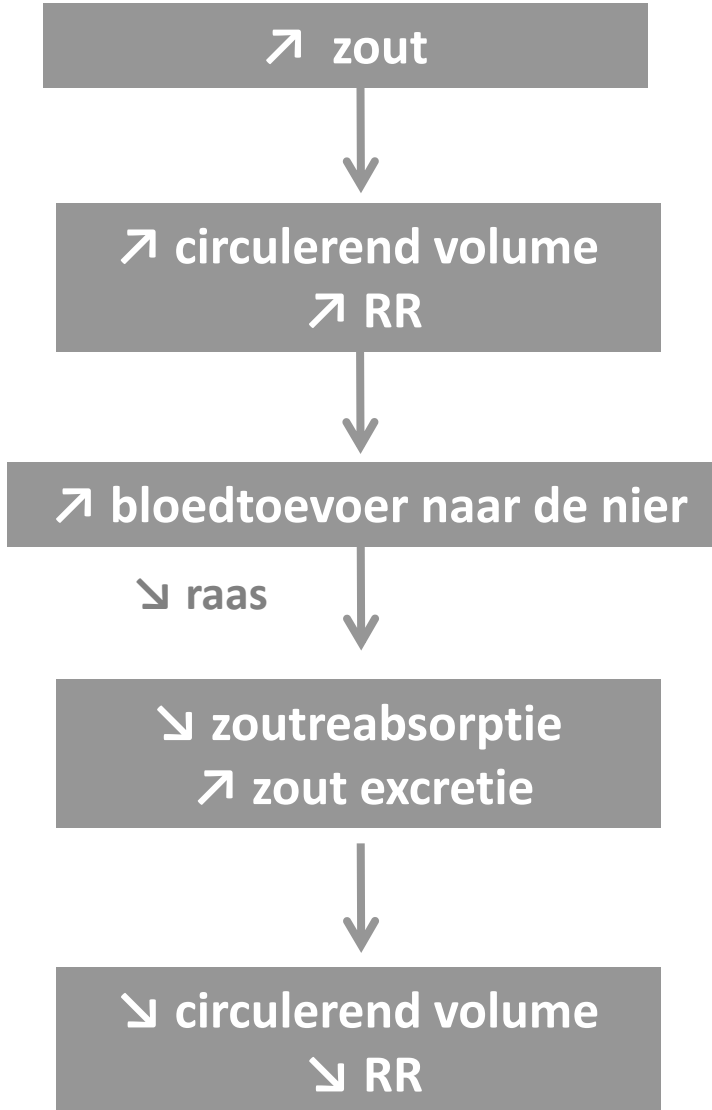 ↗ zout
↗ circulerend volume
↗ RR
↗ bloedtoevoer naar de nier
↘ raas
↘ zoutreabsorptie
↗ zout excretie
↘ circulerend volume
↘ RR